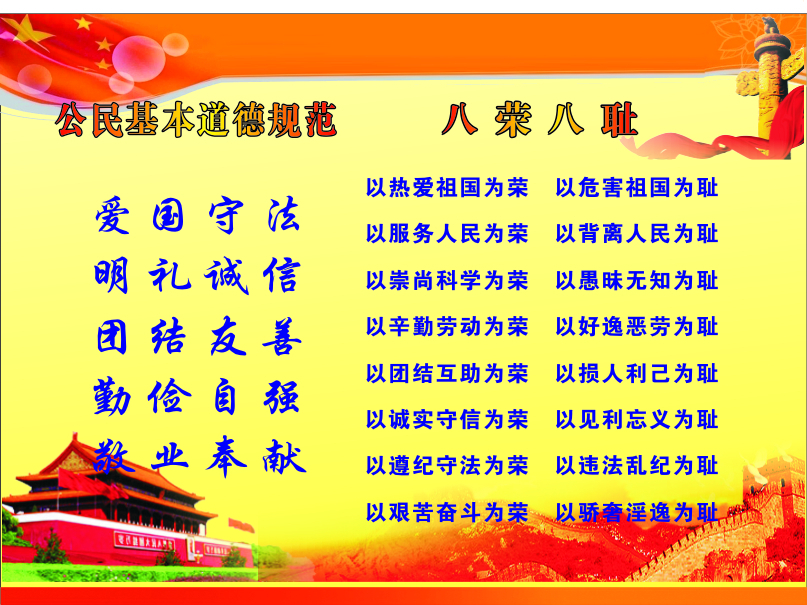 公民基本道德规范
爱国守法
明礼诚信
团结友善
勤俭自强
敬业奉献
八荣八耻
以热爱祖国为荣 以危害祖国为耻
以服务人民为荣 以背离人民为耻
以崇尚科学为荣 以愚昧无知为耻
以辛勤劳动为荣 以好逸恶劳为耻
以团结互助为荣 以损人利己为耻
以诚实守信为荣 以见利忘义为耻
以遵纪守法为荣 以违法乱纪为耻
以艰苦奋斗为荣 以骄奢淫逸为耻